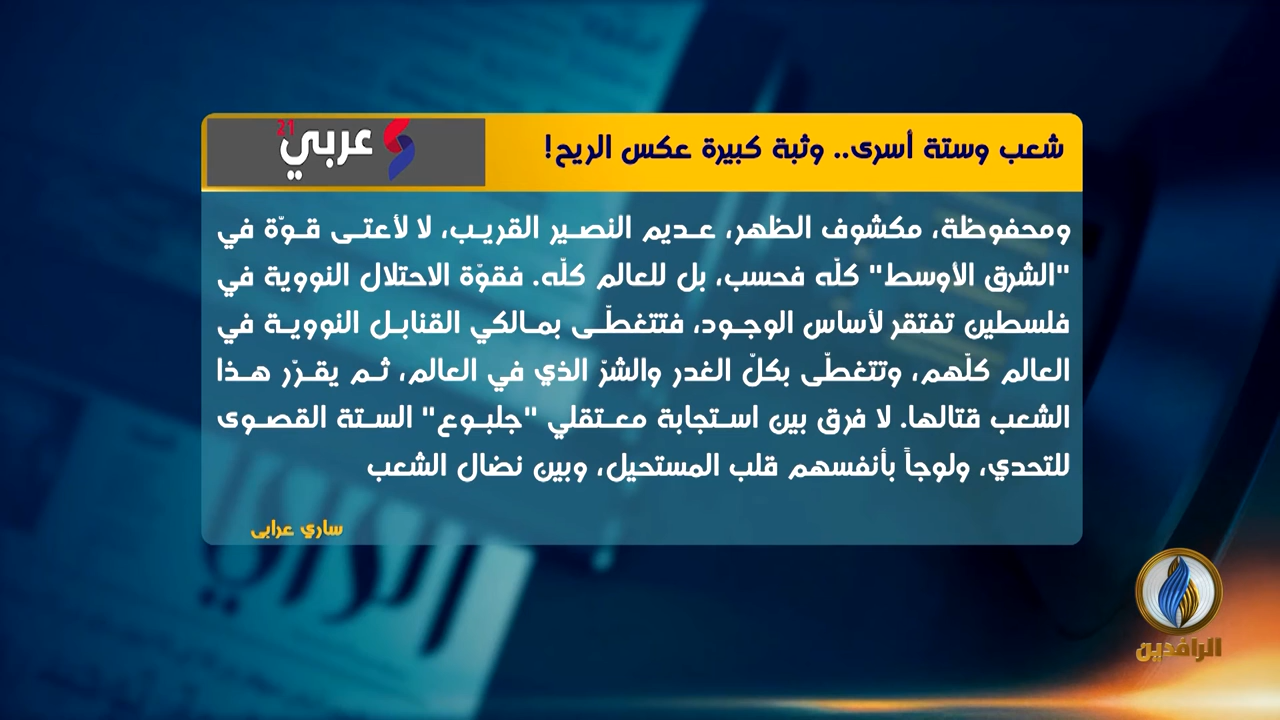 شعب وستة أسرى.. وثبة كبيرة عكس الريح!
عربي 21
ومحفوظة، مكشوف الظهر، عديم النصير القريب، لا لأعتى قوّة في
"الشرق الأوسط" كلّه فحسب، بل للعالم كلّه. فقوّة الاحتلال النووية في
فلسطين تفتقر لأساس الوجود، فتتغطّى بمالكي القنابل النووية في
العالم كلّهم، وتتغطّى بكلّ الغدر والشرّ الذي في العالم، ثم يقرّر هذا
الشعب قتالها. لا فرق بين استجابة معتقلي "جلبوع" الستة القصوى
للتحدي، ولوجاً بأنفسهم قلب المستحيل، وبين نضال الشعب
ساري عرابى
الرأي
الرافدين